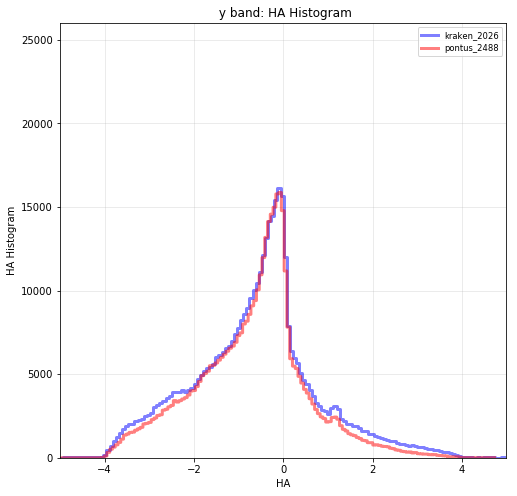 y band: HA Histogram
kraken_2026
pontus_2488
25000
20000
15000
10000
5000
0
HA Histogram
−4
−2
0
2
4
HA